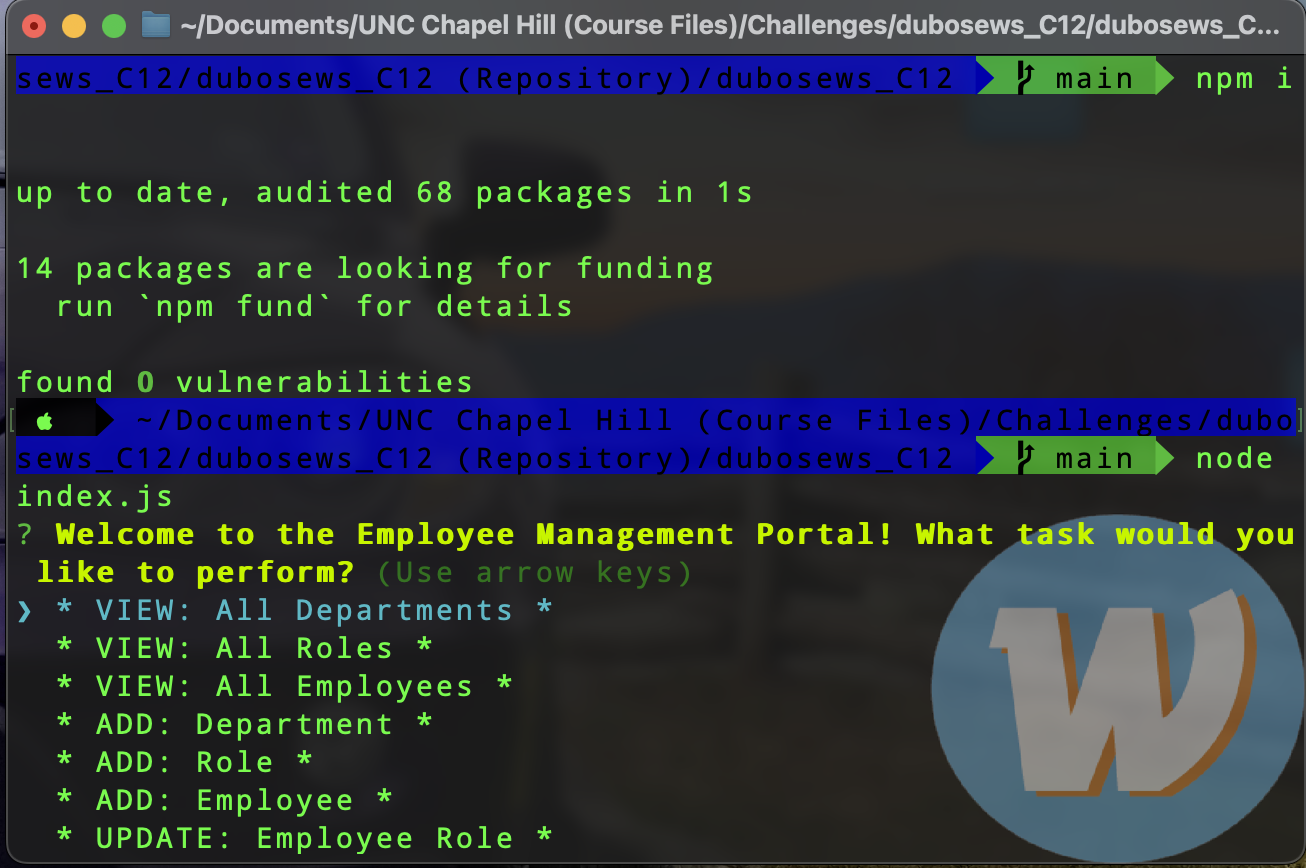 ~/Documents/UNC Chapel Hill (Course Files)/Challenges/dubosews_C12/dubosews_C...
sews_C12/dubosews_C12 (Repository)/dubosews_C12 main npm i
up to date, audited 68 packages in 1s
14 packages are looking for funding
run `npm fund` for details
found 0 vulnerabilities
[ ~/Documents/UNC Chapel Hill (Course Files)/Challenges/dubo]
sews_C12/dubosews_C12 (Repository)/dubosews_C12 main node
index.js
? Welcome to the Employee Management Portal! What task would you
like to perform? (Use arrow keys)
❯ * VIEW: All Departments *
* VIEW: All Roles *
* VIEW: All Employees *
* ADD: Department *
* ADD: Role *
* ADD: Employee *
* UPDATE: Employee Role *
W